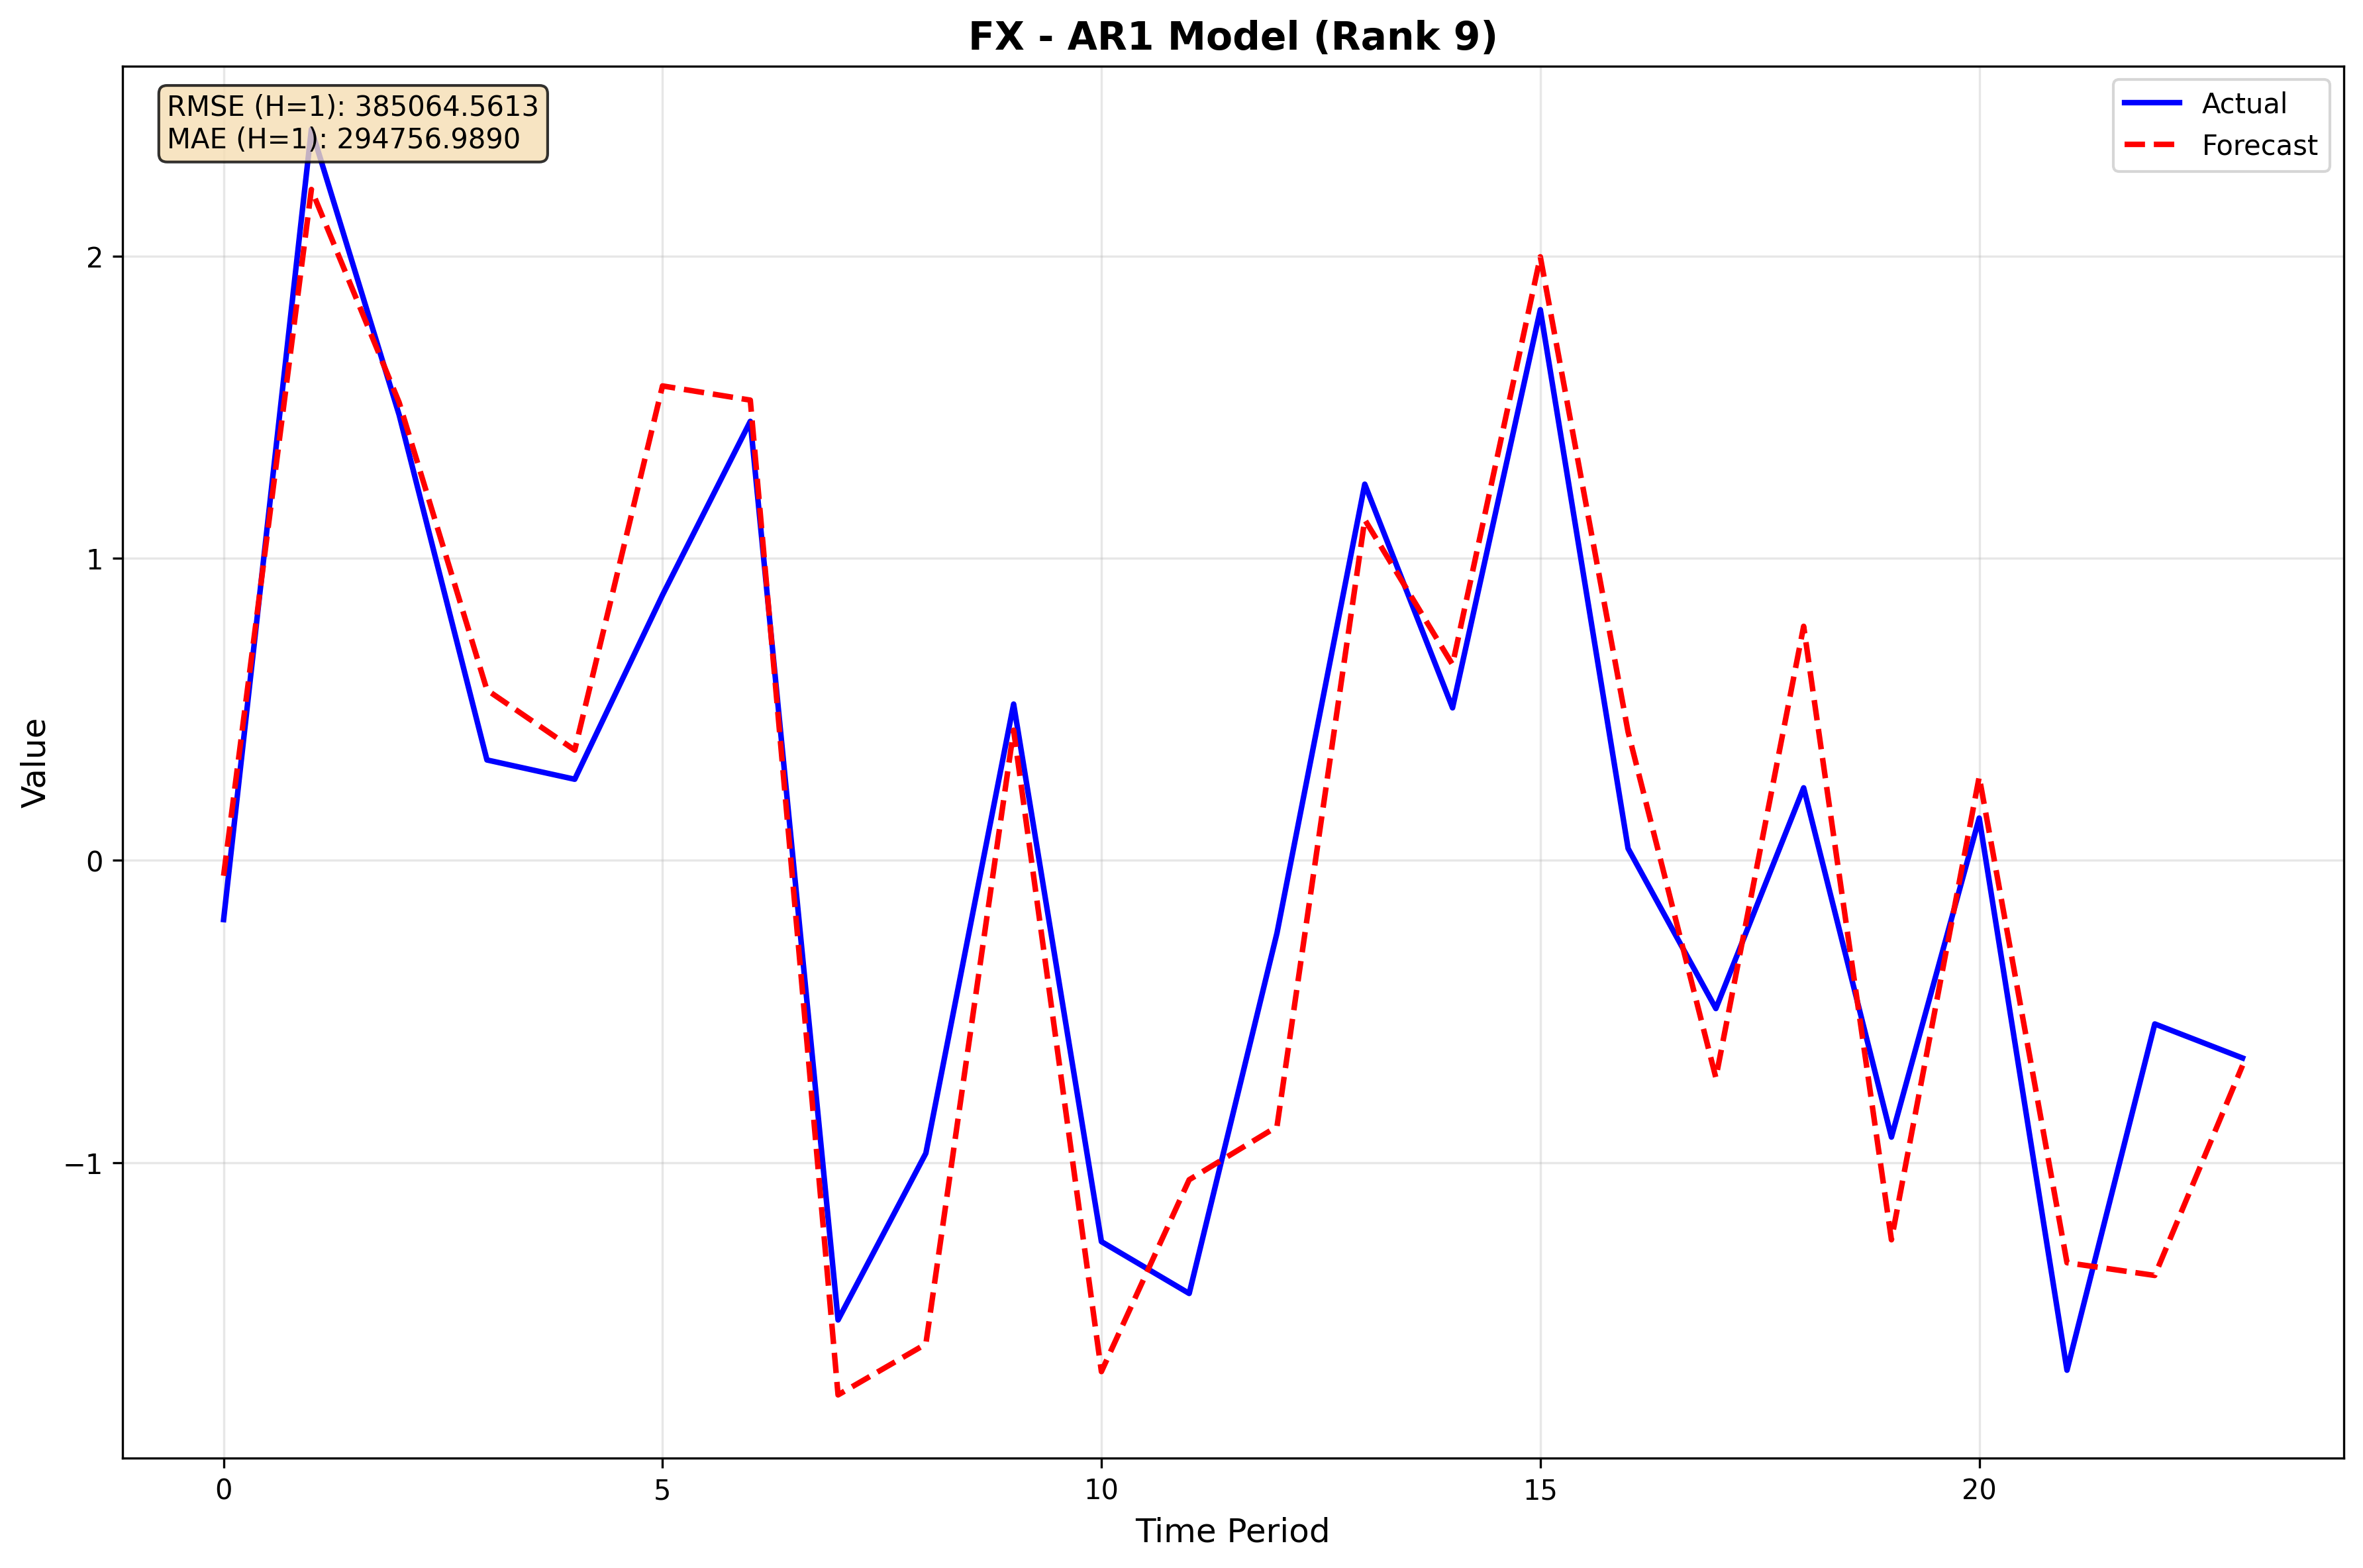 FX - AR1 Model (Rank 9)
RMSE (H=1): 385064.5613
MAE (H=1): 294756.9890
Actual
Forecast
Value
2
1
0
−1
0
5
10
15
20
Time Period